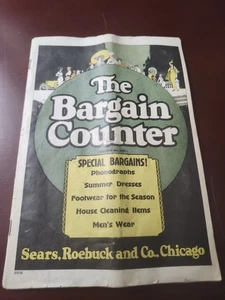 The
Bargain
Counter
SPECIAL BARGAINS!
Phonographs
Summer Dresses
Footwear for the Season
House Cleaning Items
Men's Wear
Sears, Roebuck and Co., Chicago